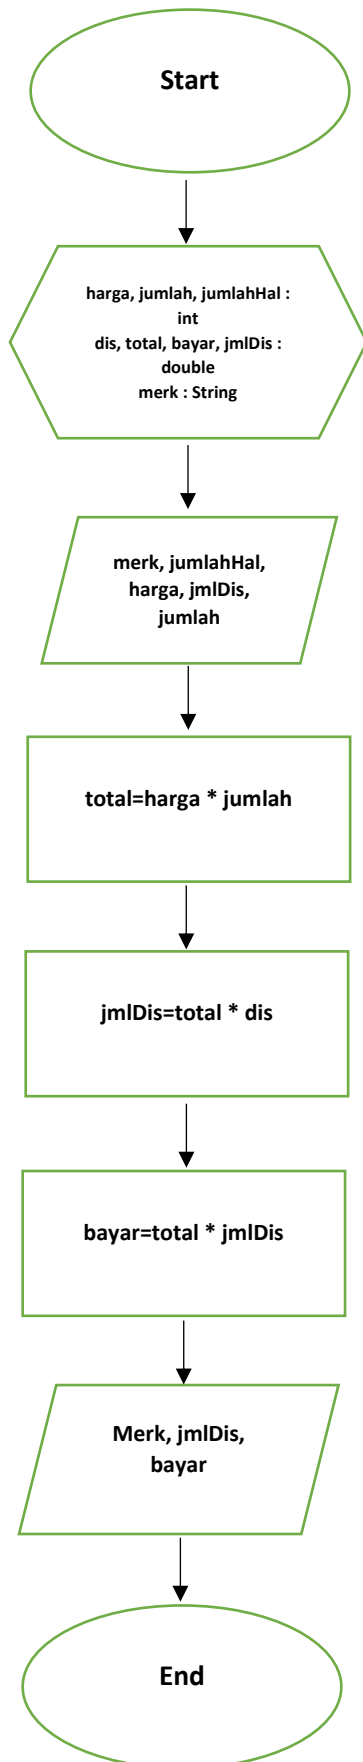 Start
harga, jumlah, jumlahHal :
int
dis, total, bayar, jmlDis :
double
merk : String
merk, jumlahHal,
harga, jmlDis,
jumlah
total=harga * jumlah
jmlDis=total * dis
bayar=total * jmlDis
Merk, jmlDis,
bayar
End